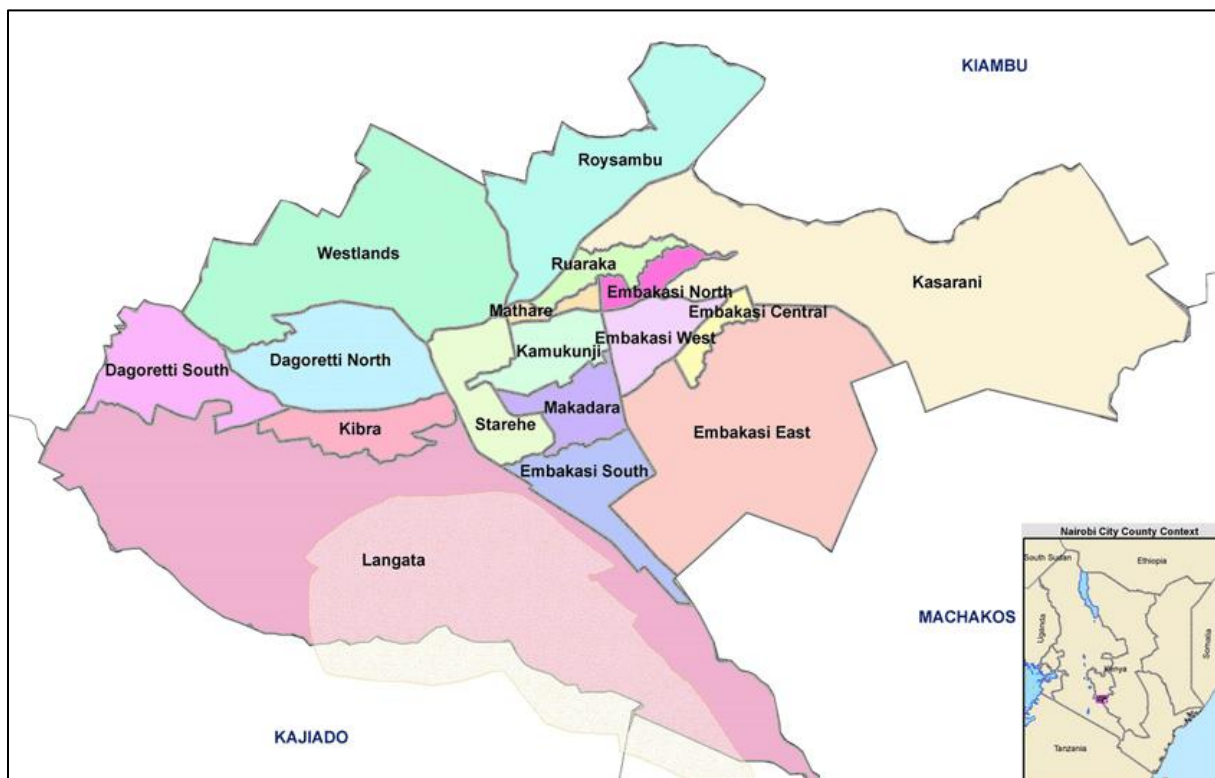 KIAMBU
Roysambu
Westlands
Ruaraka
Kasarani
Embakasi North
Mathare
Embakasi Central
Embakasi West
Kamukunji
Dagoretti North
Dagoretti South
Makadara
Starehe
Kibra
Embakasi East
Embakasi South
Langata
MACHAKOS
KAJIADO
Nairobi City County Context
South Sudan
Ethiopia
Uganda
Somalia
Kenya
Tanzania